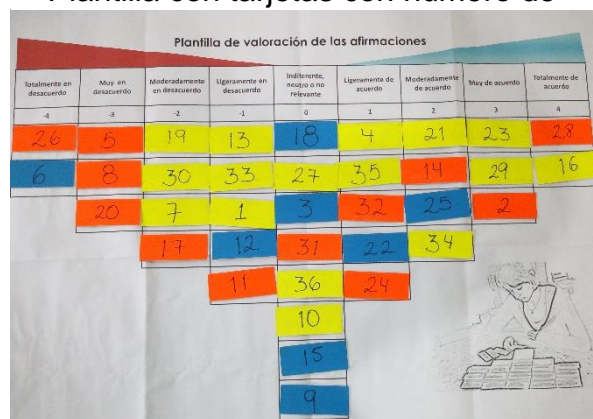 Plantilla con tarjetas con número de
Plantilla de valoración de las afirmaciones
Totalmente en desacuerdo Muy en desacuerdo Moderadamente en desacuerdo Ligeramente en desacuerdo Indiferente, neutro o no relevante Ligeramente de acuerdo Moderadamente de acuerdo Muy de acuerdo Totalmente de acuerdo
-4 -3 -2 -1 0 1 2 3 4
26 5 19 13 18 4 21 23 28
6 8 30 33 27 35 14 29 16
20 7 1 3 32 25 2
17 12 31 22 34
11 36 24
10
15
9